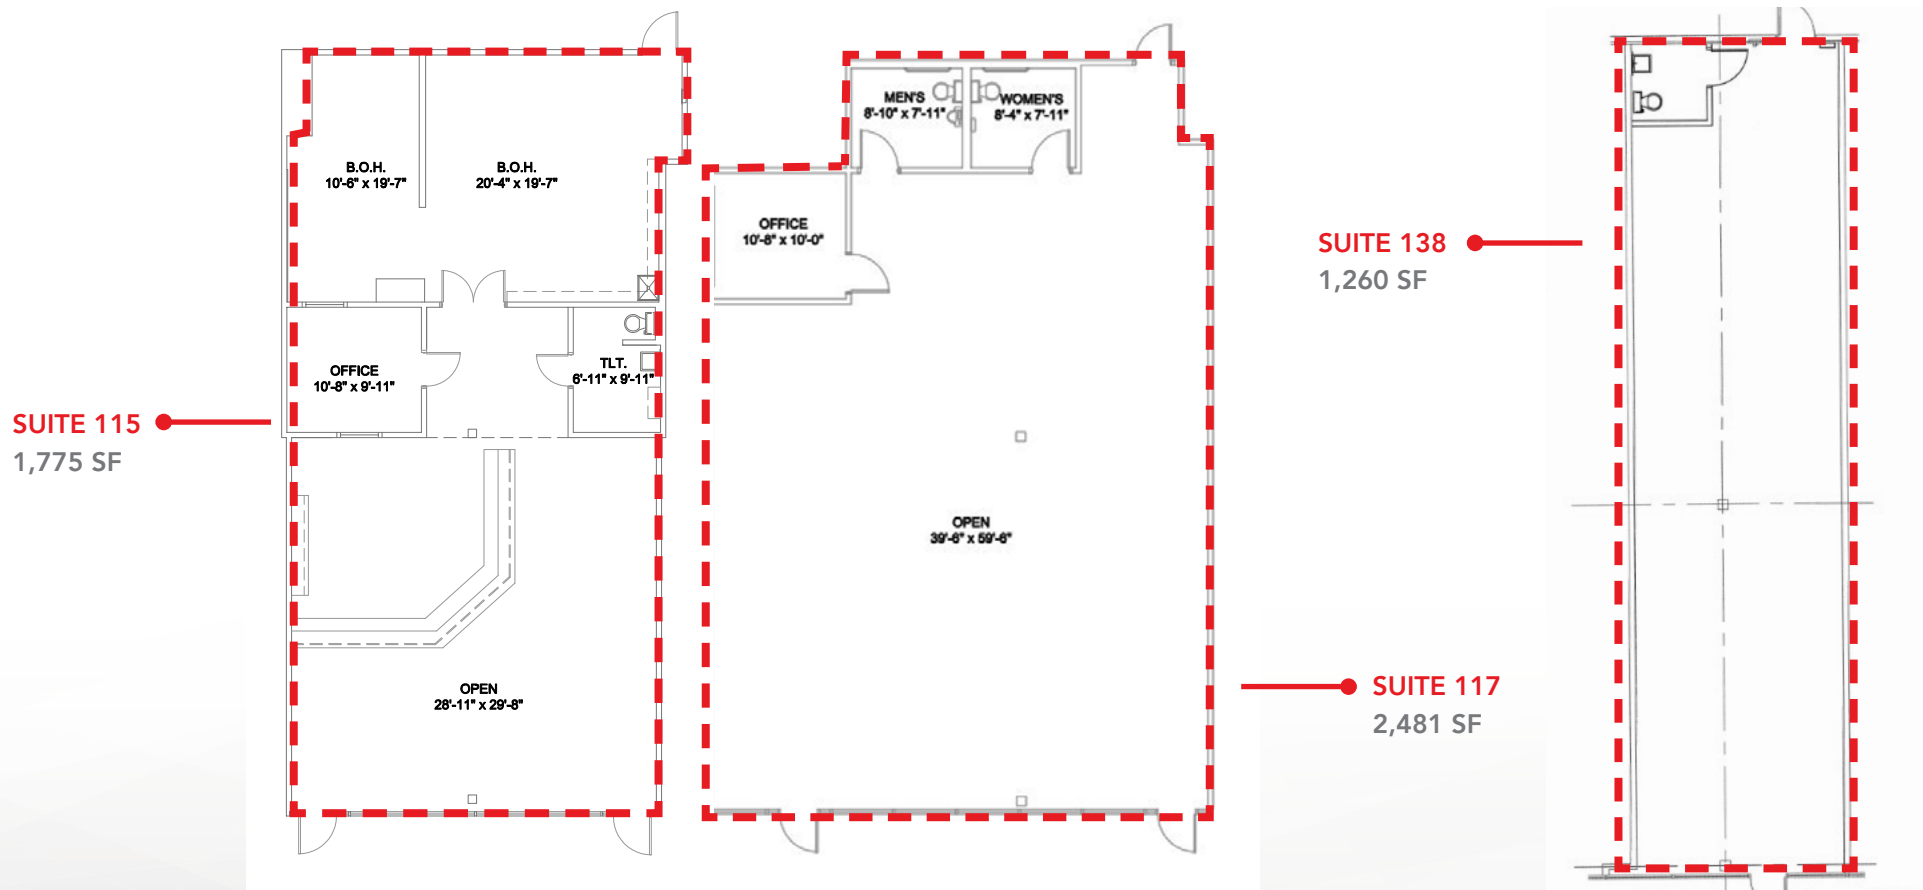 B.O.H.
10'-6" x 19'-7"
B.O.H.
20'-4" x 19'-7"
OFFICE
10'-8" x 9'-11"
TLT.
6'-11" x 9'-11"
SUITE 115
1,775 SF
OPEN
28'-11" x 29'-8"
MEN'S
8'-10" x 7'-11"
WOMEN'S
8'-4" x 7'-11"
OFFICE
10'-8" x 10'-0"
OPEN
39'-6" x 59'-6"
SUITE 117
2,481 SF
SUITE 138
1,260 SF